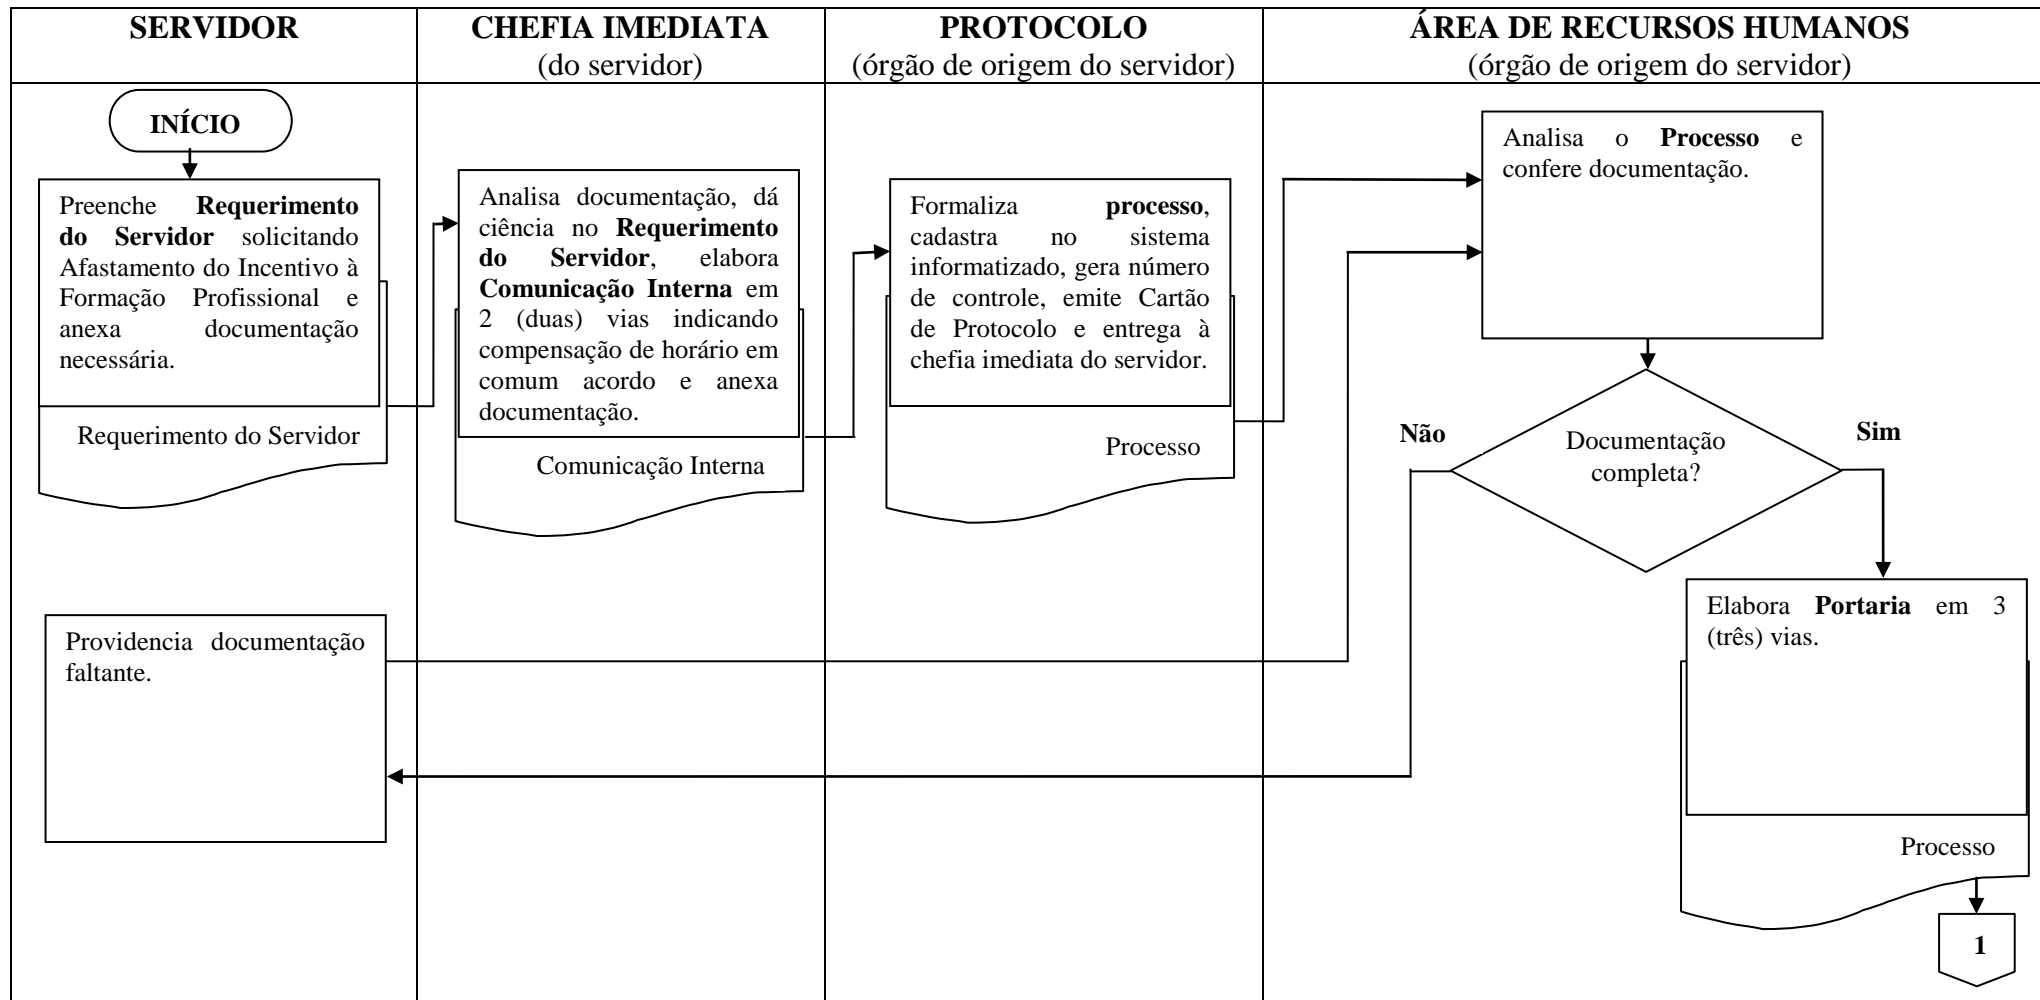 SERVIDOR
CHEFIA IMEDIATA
(do servidor)
PROTOCOLO
(órgão de origem do servidor)
ÁREA DE RECURSOS HUMANOS
(órgão de origem do servidor)
INÍCIO
Preenche Requerimento
do Servidor solicitando
Afastamento do Incentivo à
Formação Profissional e
anexa documentação
necessária.
Requerimento do Servidor
Analisa documentação, dá
ciência no Requerimento
do Servidor, elabora
Comunicação Interna em
2 (duas) vias indicando
compensação de horário em
comum acordo e anexa
documentação.
Comunicação Interna
Formaliza processo,
cadastra no sistema
informatizado, gera número
de controle, emite Cartão
de Protocolo e entrega à
chefia imediata do servidor.
Processo
Analisa o Processo e
confere documentação.
Documentação
completa?
Não
Sim
Providencia documentação
faltante.
Elabora Portaria em 3
(três) vias.
Processo
1